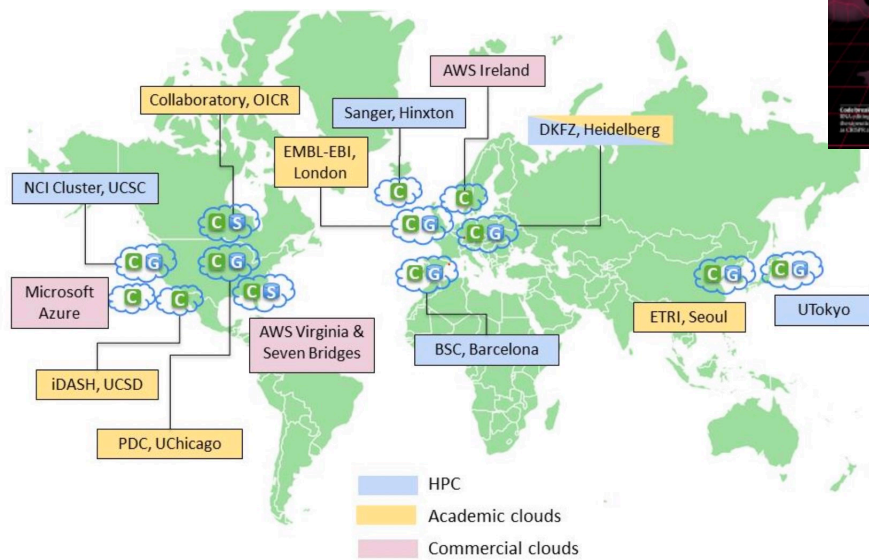 AWS Ireland
Collaboratory, OICR
Sanger, Hinxton
DKFZ, Heidelberg
EMBL-EBI,
London
NCI Cluster, UCSC
C
C
C S
C G
C G
C G
C G
C G
C G
C G
Microsoft
Azure
C
C
C S
AWS Virginia &
Seven Bridges
ETRI, Seoul
UTokyo
BSC, Barcelona
iDASH, UCSD
PDC, UChicago
HPC
Academic clouds
Commercial clouds